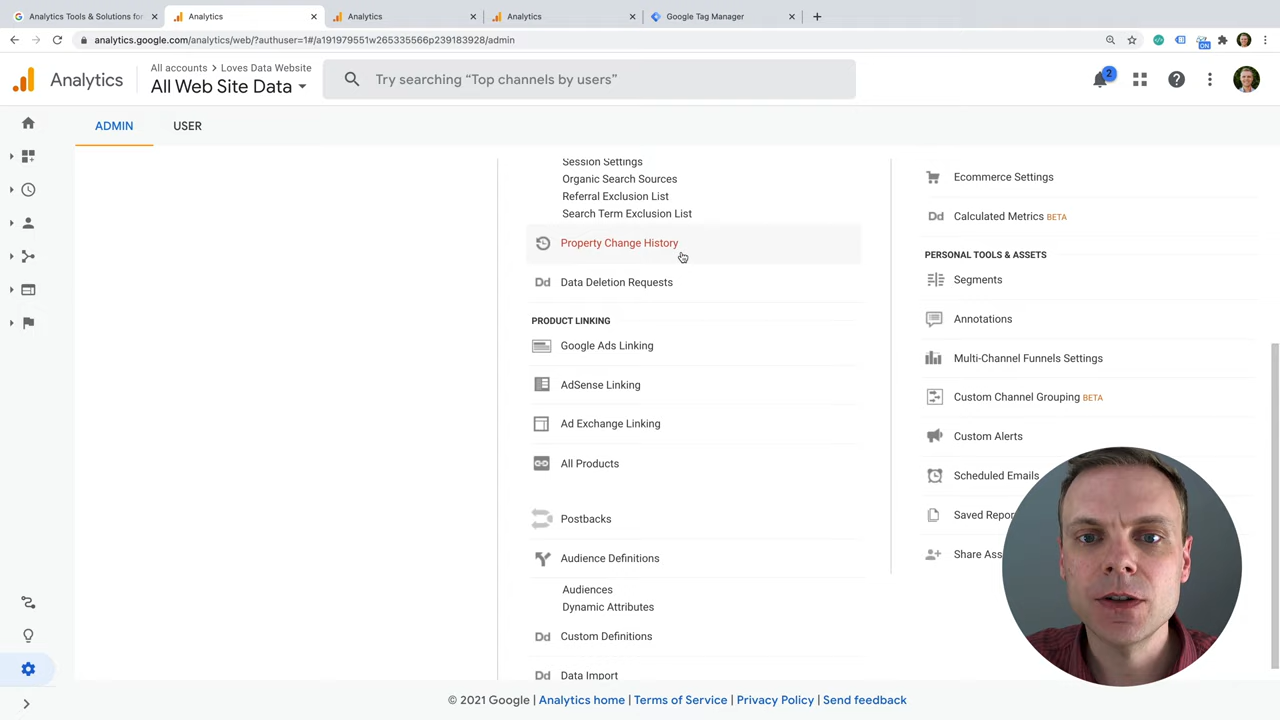 Analytics Tools & Solutions for
Analytics
Analytics
Analytics
Google Tag Manager
analytics.google.com/analytics/web/?authuser=1#/a191979551w265335566p239183928/admin
ON
Analytics
All accounts > Loves Data Website
All Web Site Data
Try searching “Top channels by users”
2
ADMIN
USER
Session Settings
Organic Search Sources
Referral Exclusion List
Search Term Exclusion List
Property Change History
Dd Data Deletion Requests
PRODUCT LINKING
Google Ads Linking
AdSense Linking
Ad Exchange Linking
All Products
Postbacks
Audience Definitions
Audiences
Dynamic Attributes
Dd Custom Definitions
Dd Data Import
Ecommerce Settings
Dd Calculated Metrics BETA
PERSONAL TOOLS & ASSETS
Segments
Annotations
Multi-Channel Funnels Settings
Custom Channel Grouping BETA
Custom Alerts
Scheduled Emails
Saved Repor
Share Ass
© 2021 Google | Analytics home | Terms of Service | Privacy Policy | Send feedback